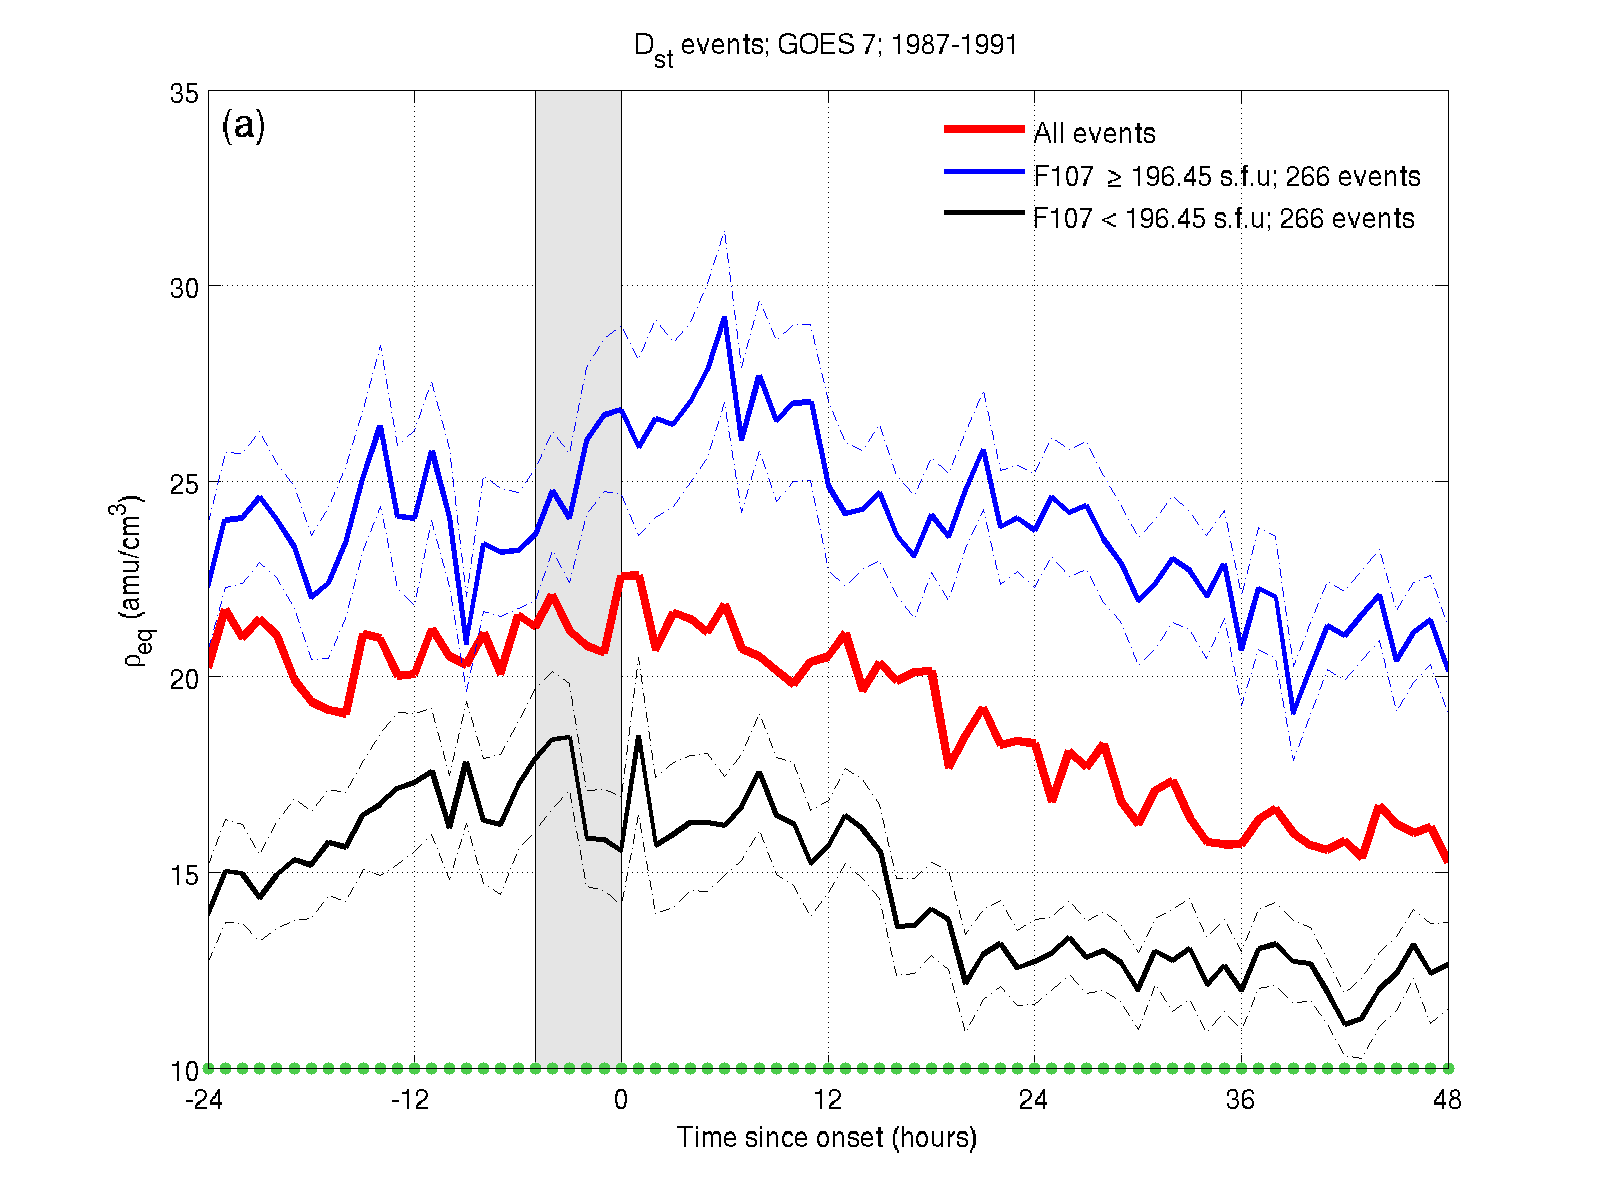 D_st events; GOES 7; 1987-1991
(a)
All events
F107 ≥ 196.45 s.f.u; 266 events
F107 < 196.45 s.f.u; 266 events
35
30
25
20
15
10
ρ_eq (amu/cm^3)
-24 -12 0 12 24 36 48
Time since onset (hours)